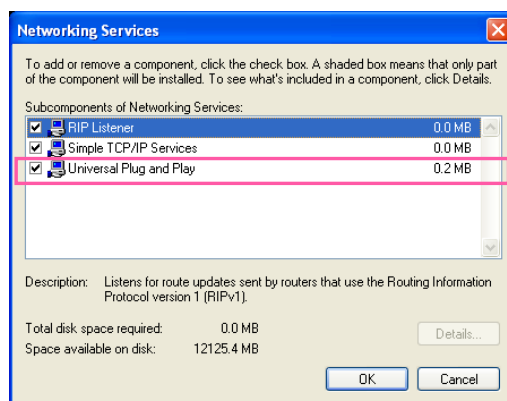 Networking Services
To add or remove a component, click the check box. A shaded box means that only part
of the component will be installed. To see what's included in a component, click Details.
Subcomponents of Networking Services:
RIP Listener 0.0 MB
Simple TCP/IP Services 0.0 MB
Universal Plug and Play 0.2 MB
Description: Listens for route updates sent by routers that use the Routing Information
Protocol version 1 (RIPv1).
Total disk space required: 0.0 MB
Details...
Space available on disk: 12125.4 MB
OK Cancel